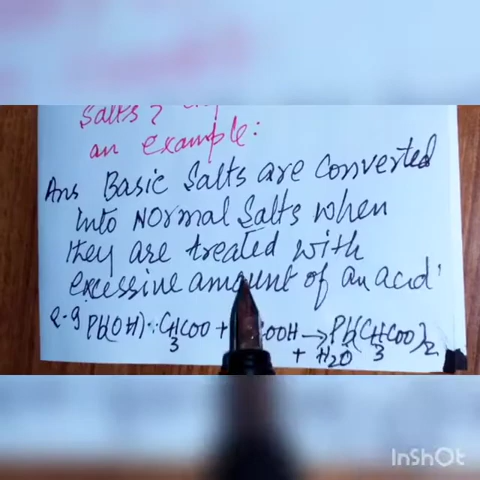 Salts ?
an example:
Ans Basic Salts are Converted
Into Normal Salts when
they are treated with
excessive amount of an acid
e-g Pb(OH) CH3COO + OOH → Pb(CH3COO)2
+ H2O
InShOt